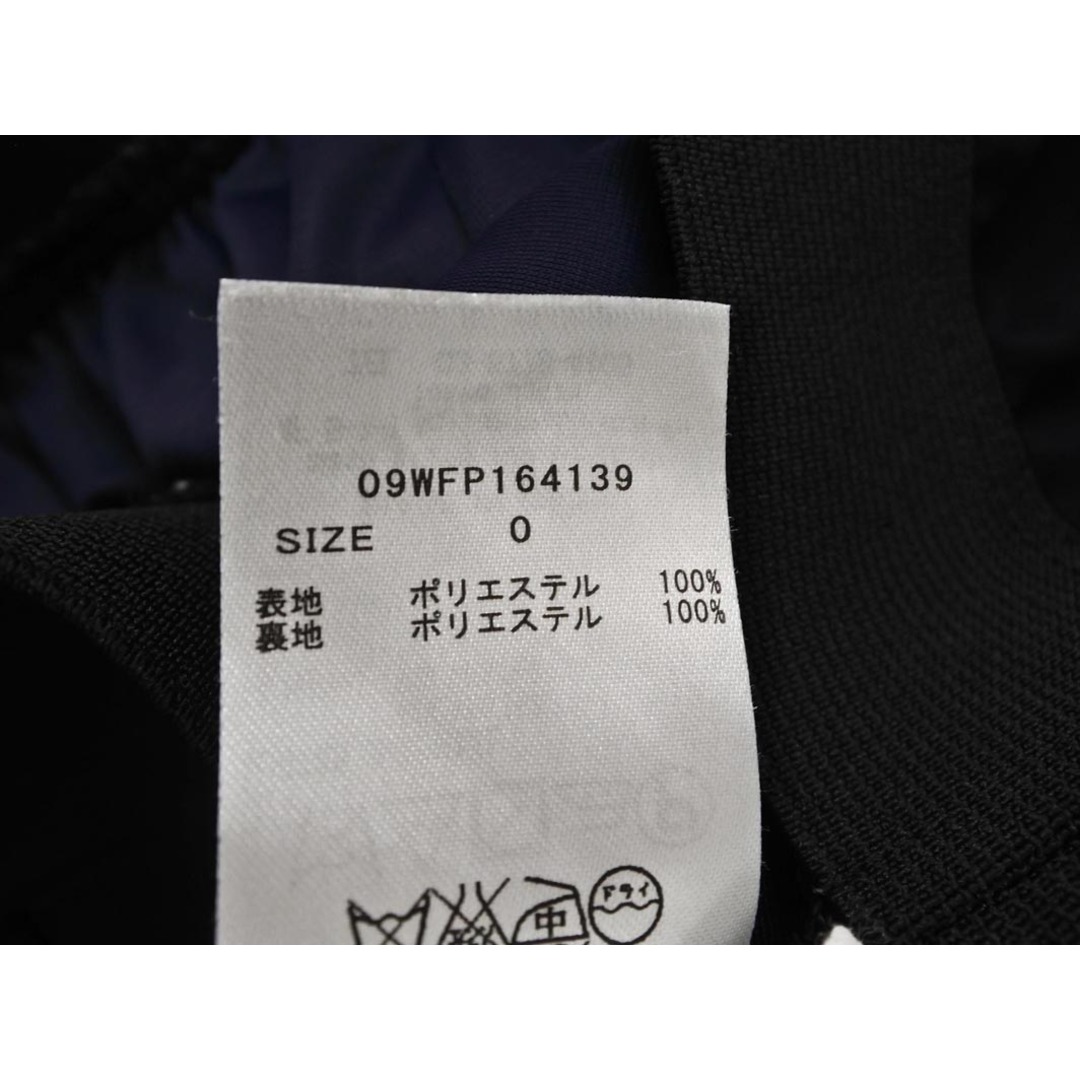 09WFP164139
SIZE 0
表地 ポリエステル 100%
裏地 ポリエステル 100%
中 ドライ